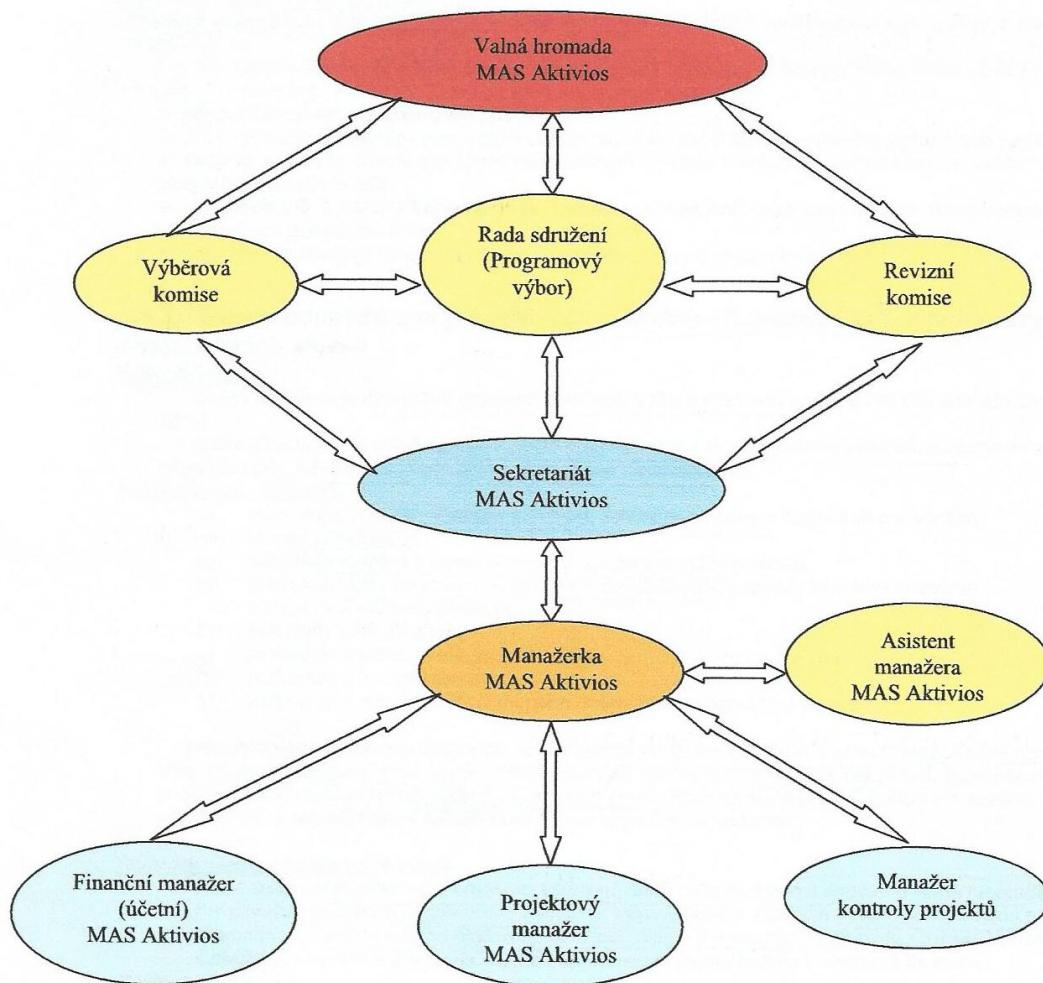 Valná hromada
MAS Aktivios
Výběrová
komise
Rada sdružení
(Programový
výbor)
Revizní
komise
Sekretariát
MAS Aktivios
Manažerka
MAS Aktivios
Asistent
manažera
MAS Aktivios
Finanční manažer
(účetní)
MAS Aktivios
Projektový
manažer
MAS Aktivios
Manažer
kontroly projektů